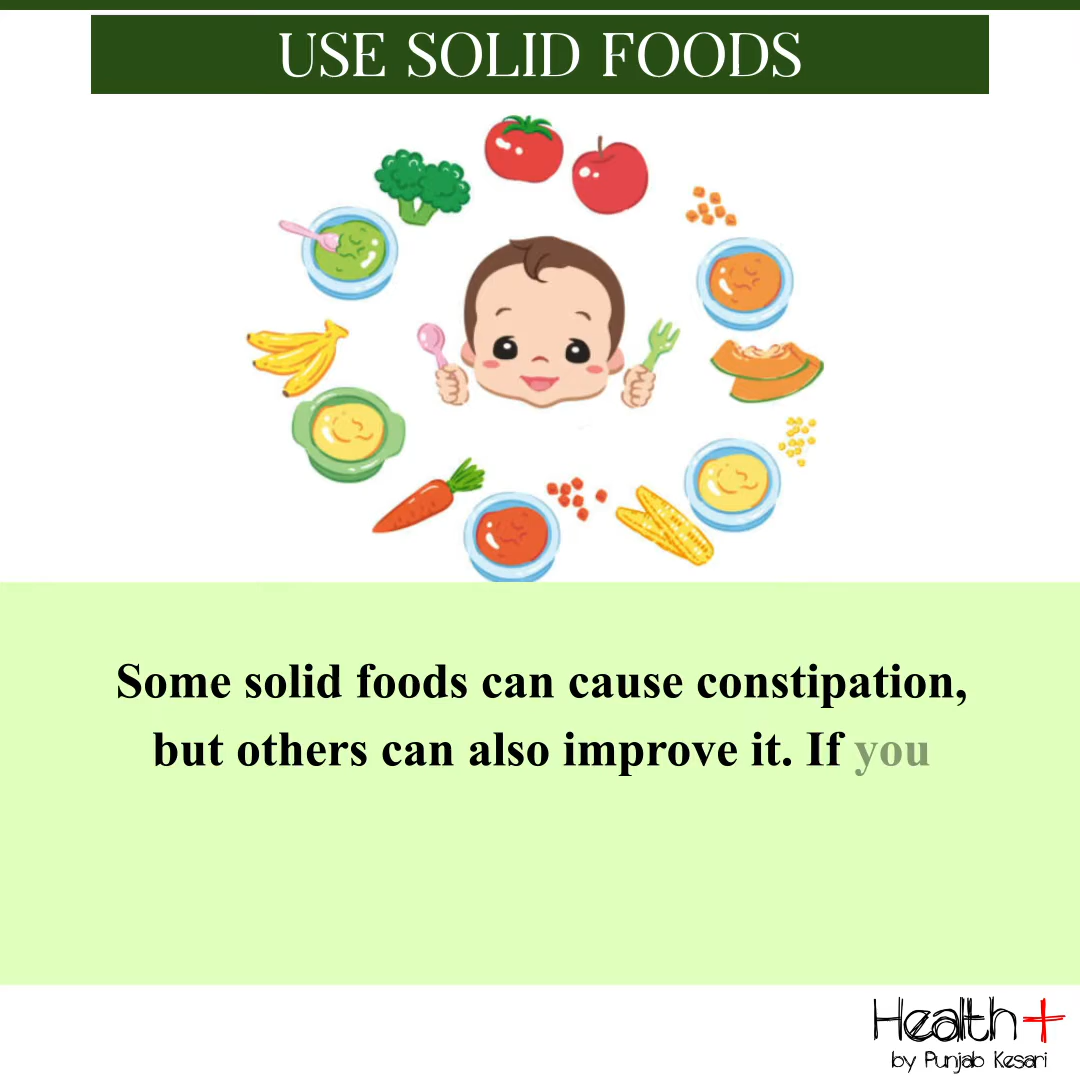 USE SOLID FOODS
Some solid foods can cause constipation,
but others can also improve it. If you
Health+
by Punjab Kesari